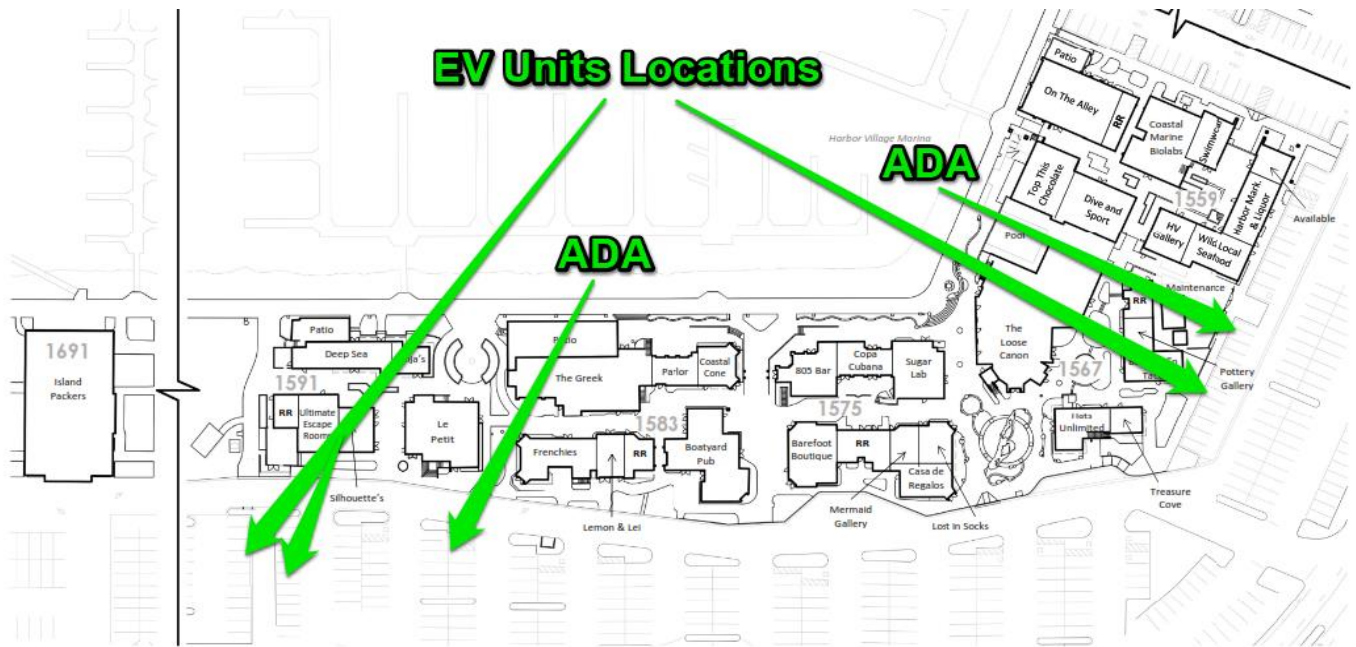 EV Units Locations
ADA
ADA
Harbor Village Marina
Patio
On The Alley
RR
Coastal
Marine
Biolabs
Swimwear
Top This
Chocolate
Dive and
Sport
Pool
1559
HV
Gallery
Wild Local
Seafood
Harbor Mark.
& Liquor
Available
Maintenance
RR
Pottery
Gallery
1567
The
Loose
Canon
Hats
Unlimited
Treasure
Cove
1691
Island
Packers
Patio
Deep Sea
1591
RR
Ultimate
Escape
Rooms
Silhouette's
Le
Petit
Patio
The Greek
Parlor
Coastal
Cone
1583
Frenchies
RR
Lemon & Lei
Boatyard
Pub
805 Bar
Copa
Cubana
Sugar
Lab
1575
Barefoot
Boutique
RR
Casa de
Regalos
Mermaid
Gallery
Lost In Socks